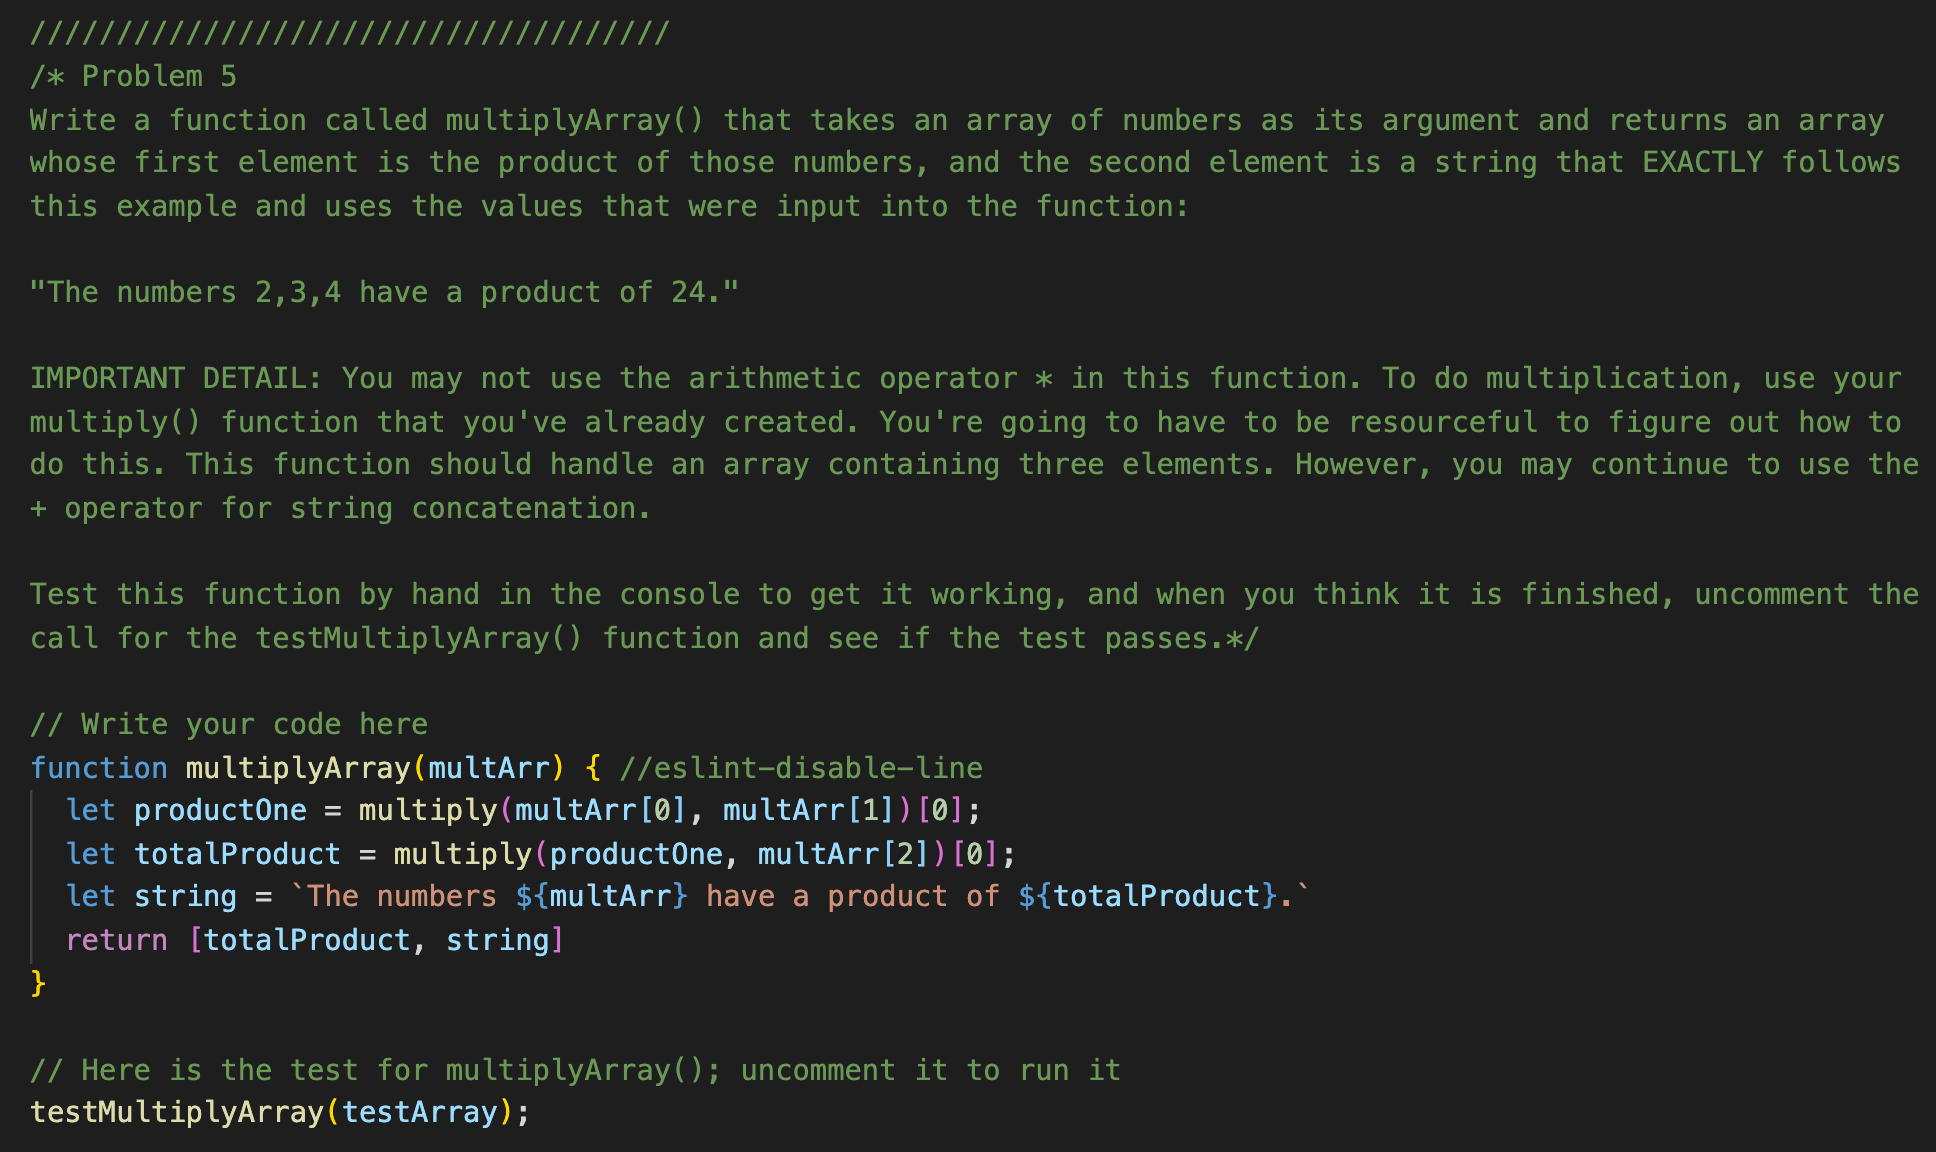 /////////////////////////////////////
/* Problem 5
Write a function called multiplyArray() that takes an array of numbers as its argument and returns an array
whose first element is the product of those numbers, and the second element is a string that EXACTLY follows
this example and uses the values that were input into the function:
"The numbers 2,3,4 have a product of 24."
IMPORTANT DETAIL: You may not use the arithmetic operator * in this function. To do multiplication, use your
multiply() function that you've already created. You're going to have to be resourceful to figure out how to
do this. This function should handle an array containing three elements. However, you may continue to use the
+ operator for string concatenation.
Test this function by hand in the console to get it working, and when you think it is finished, uncomment the
call for the testMultiplyArray() function and see if the test passes.*/
// Write your code here
function multiplyArray(multArr) { //eslint-disable-line
  let productOne = multiply(multArr[0], multArr[1])[0];
  let totalProduct = multiply(productOne, multArr[2])[0];
  let string = `The numbers ${multArr} have a product of ${totalProduct}.`
  return [totalProduct, string]
}
// Here is the test for multiplyArray(); uncomment it to run it
testMultiplyArray(testArray);